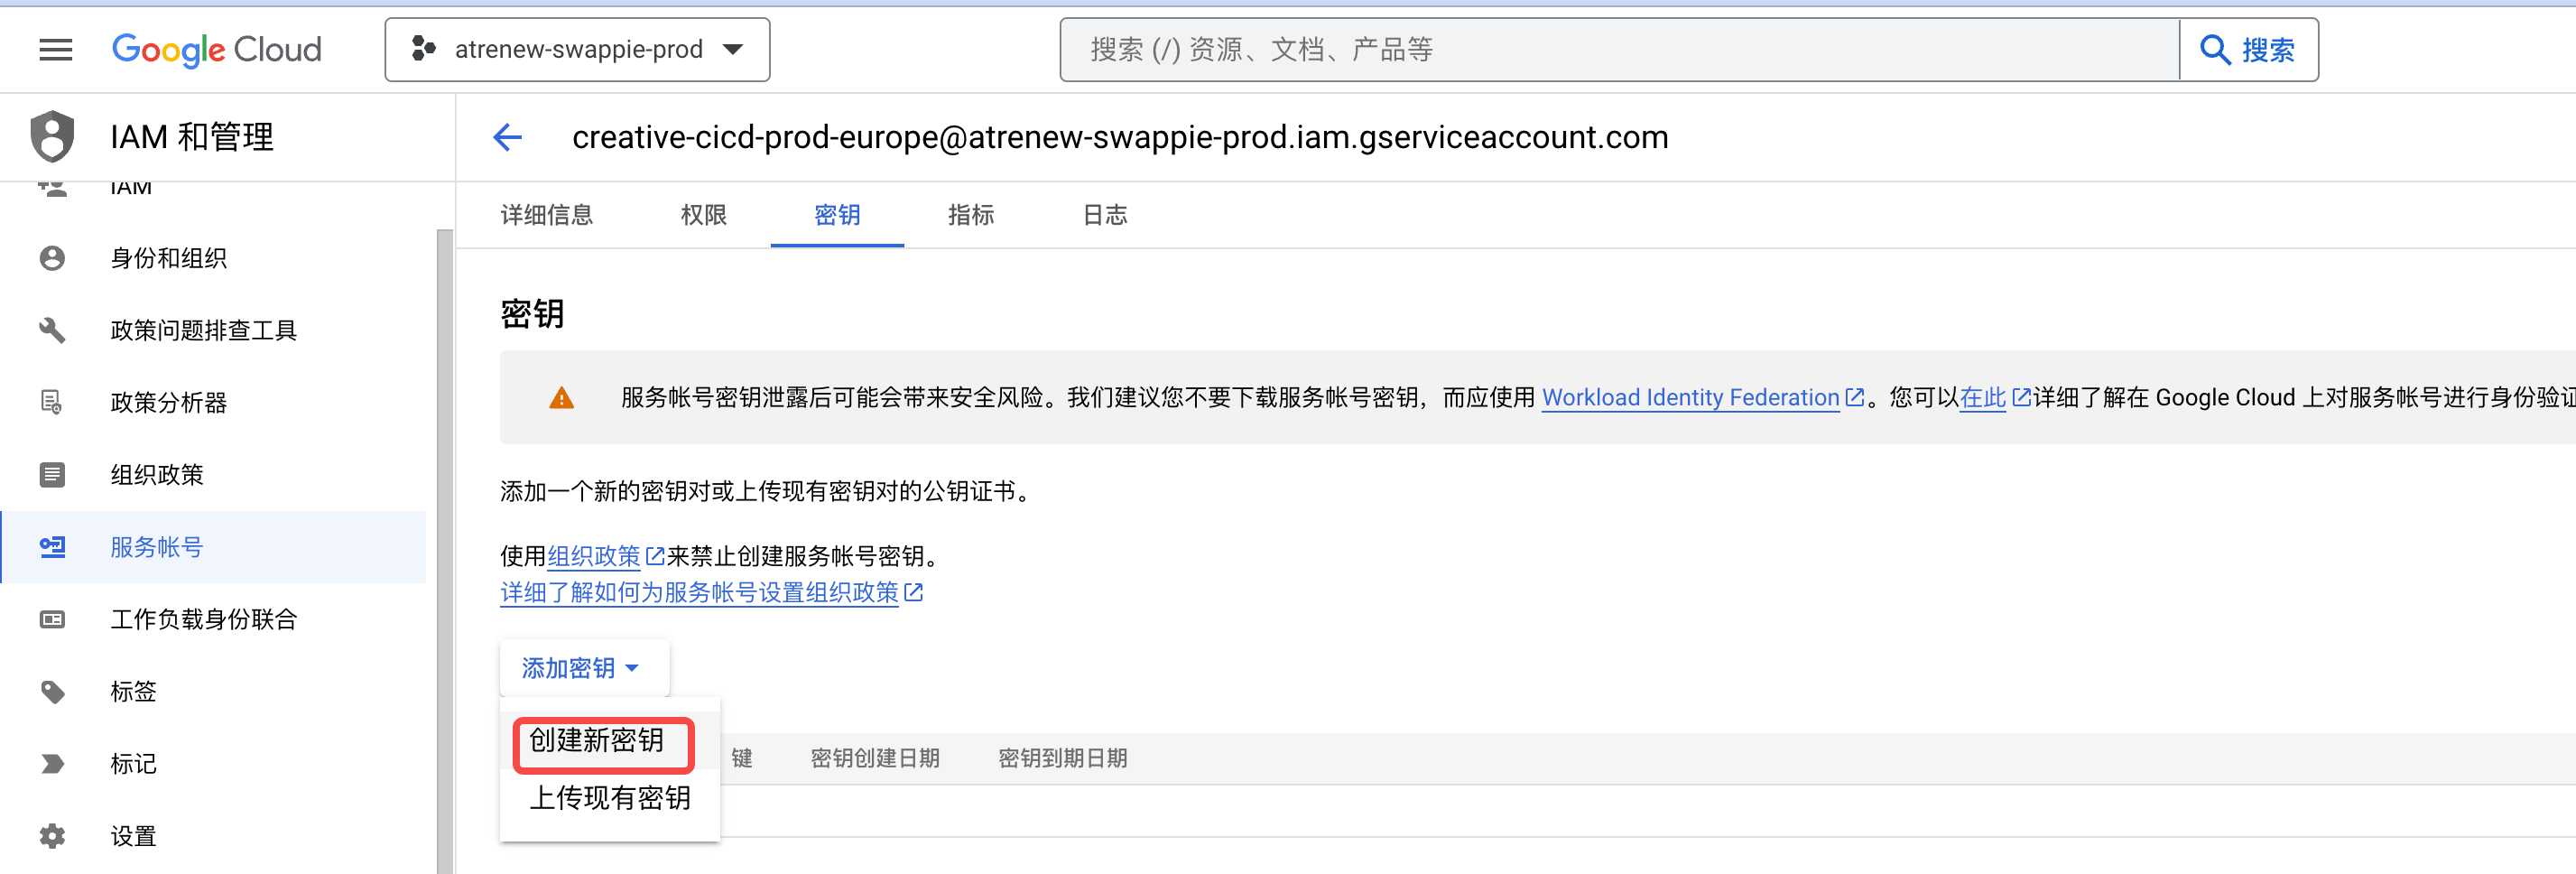 Google Cloud
atrenew-swappie-prod
搜索 (/) 资源、文档、产品等
搜索
IAM 和管理
creative-cicd-prod-europe@atrenew-swappie-prod.iam.gserviceaccount.com
IAM
身份和组织
政策问题排查工具
政策分析器
组织政策
服务帐号
工作负载身份联合
标签
标记
设置
详细信息
权限
密钥
指标
日志
密钥
服务帐号密钥泄露后可能会带来安全风险。我们建议您不要下载服务帐号密钥，而应使用 Workload Identity Federation。您可以在此详细了解在 Google Cloud 上对服务帐号进行身份验证
添加一个新的密钥对或上传现有密钥对的公钥证书。
使用组织政策来禁止创建服务帐号密钥。
详细了解如何为服务帐号设置组织政策
添加密钥
创建新密钥
上传现有密钥
键
密钥创建日期
密钥到期日期